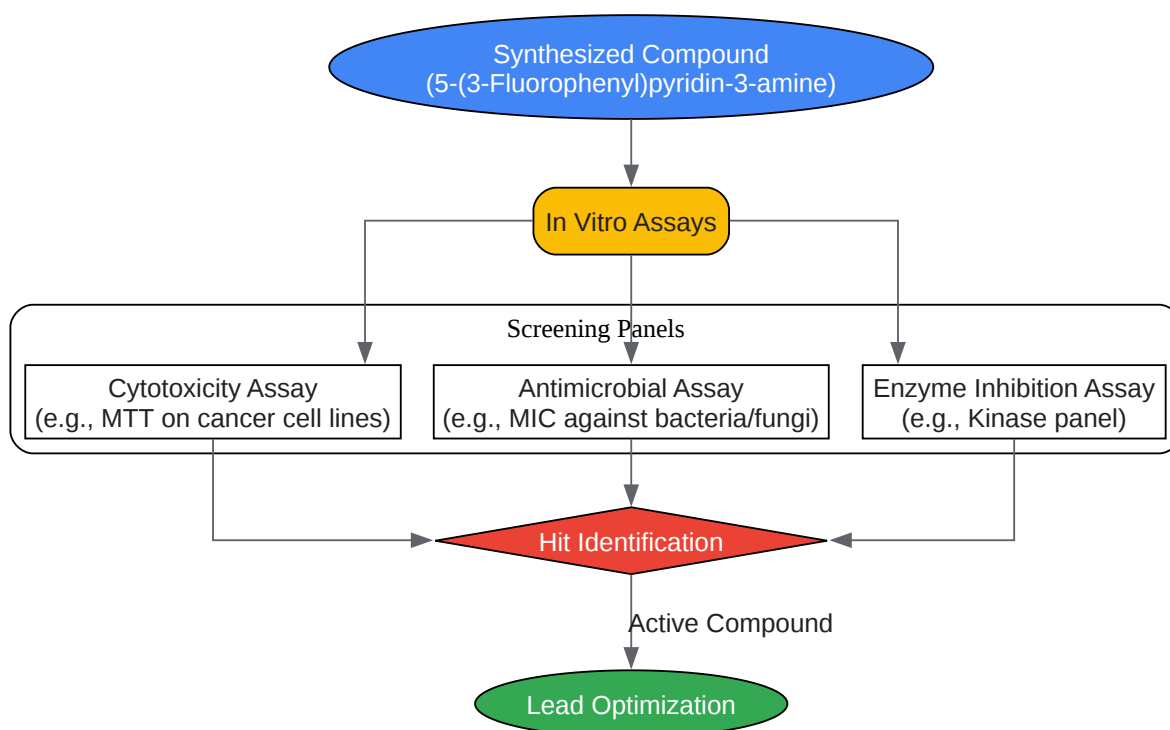 Synthesized Compound
(5-(3-Fluorophenyl)pyridin-3-amine)
In Vitro Assays
Screening Panels
Cytotoxicity Assay
(e.g., MTT on cancer cell lines)
Antimicrobial Assay
(e.g., MIC against bacteria/fungi)
Enzyme Inhibition Assay
(e.g., Kinase panel)
Hit Identification
Active Compound
Lead Optimization